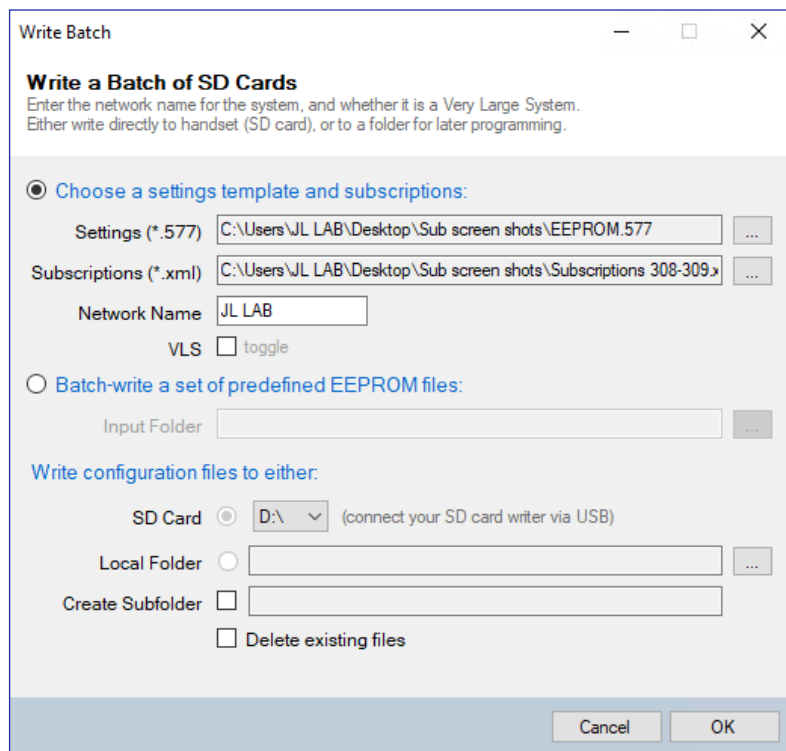 Write Batch
Write a Batch of SD Cards
Enter the network name for the system, and whether it is a Very Large System.
Either write directly to handset (SD card), or to a folder for later programming.
Choose a settings template and subscriptions:
Settings (*.577) C:\Users\JL LAB\Desktop\Sub screen shots\EEPROM.577 ...
Subscriptions (*.xml) C:\Users\JL LAB\Desktop\Sub screen shots\Subscriptions 308-309.x ...
Network Name JL LAB
VLS toggle
Batch-write a set of predefined EEPROM files:
Input Folder ...
Write configuration files to either:
SD Card D:\ (connect your SD card writer via USB)
Local Folder ...
Create Subfolder
Delete existing files
Cancel OK